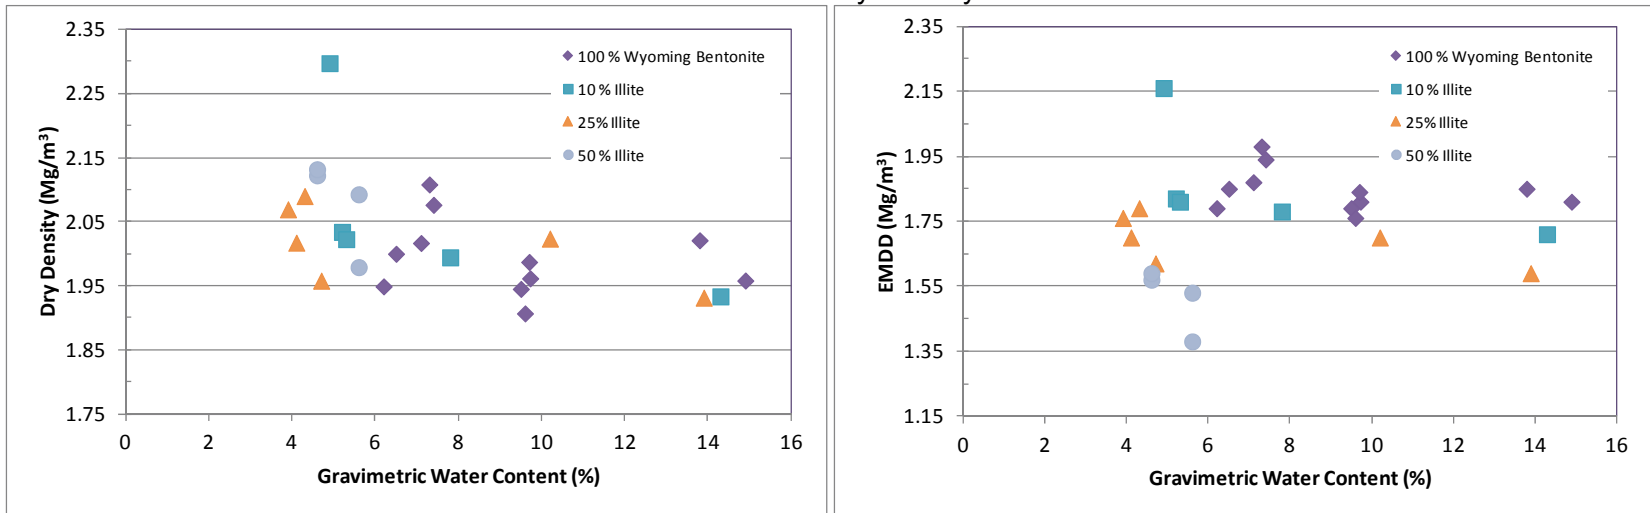 2.35
2.25
2.15
2.05
1.95
1.85
1.75
0 2 4 6 8 10 12 14 16
Dry Density (Mg/m³)
Gravimetric Water Content (%)
100 % Wyoming Bentonite
10 % Illite
25% Illite
50 % Illite
2.35
2.15
1.95
1.75
1.55
1.35
1.15
0 2 4 6 8 10 12 14 16
EMDD (Mg/m³)
Gravimetric Water Content (%)
100 % Wyoming Bentonite
10 % Illite
25% Illite
50 % Illite